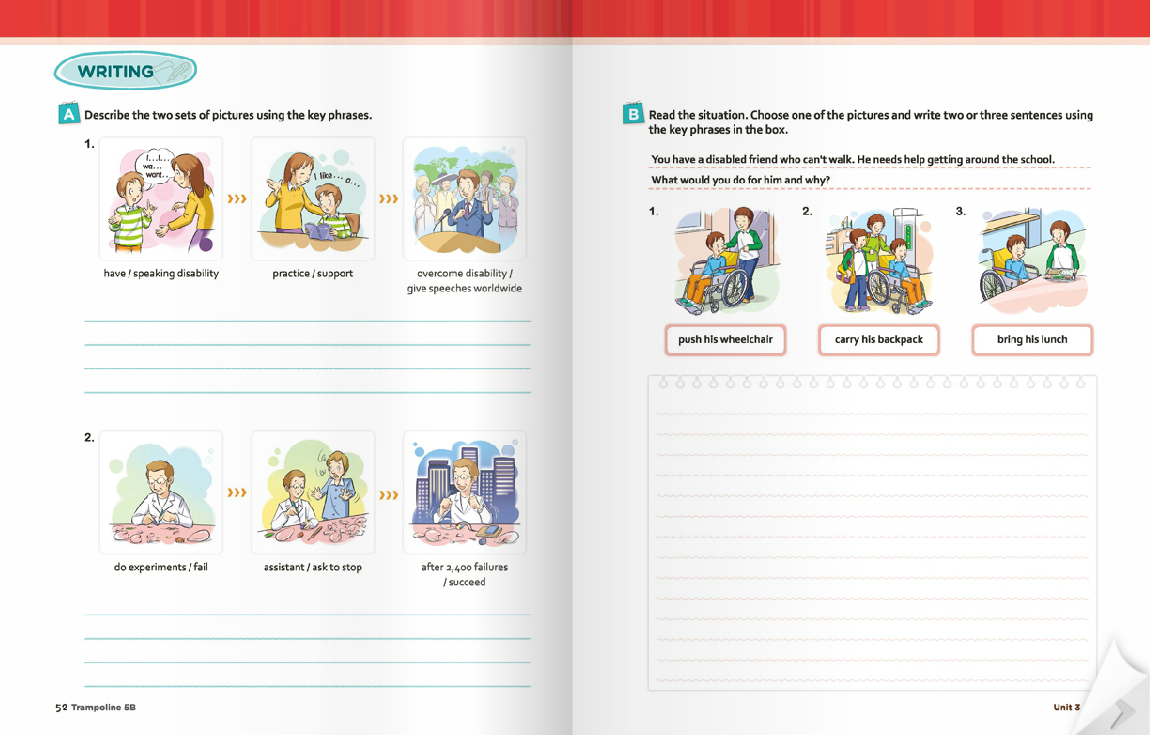 WRITING
A Describe the two sets of pictures using the key phrases.
1.
I...I...
wa...
want..
I like...a...
have / speaking disability
practice / support
overcome disability /
give speeches worldwide
2.
do experiments / fail
assistant / ask to stop
after 2,400 failures
/ succeed
52 Trampoline 5B
B Read the situation. Choose one of the pictures and write two or three sentences using
the key phrases in the box.
You have a disabled friend who can't walk. He needs help getting around the school.
What would you do for him and why?
1.
2.
3.
push his wheelchair
carry his backpack
bring his lunch
Unit 3